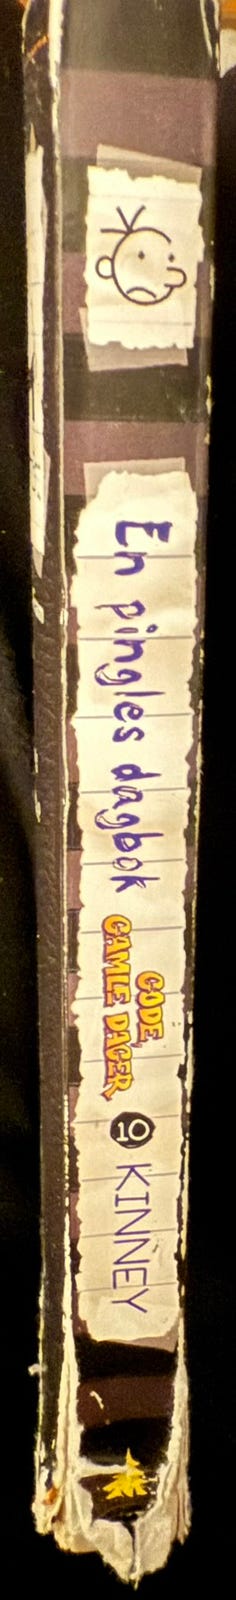 En pingles dagbok
GODE,
GAMLE DAGER
10
KINNEY